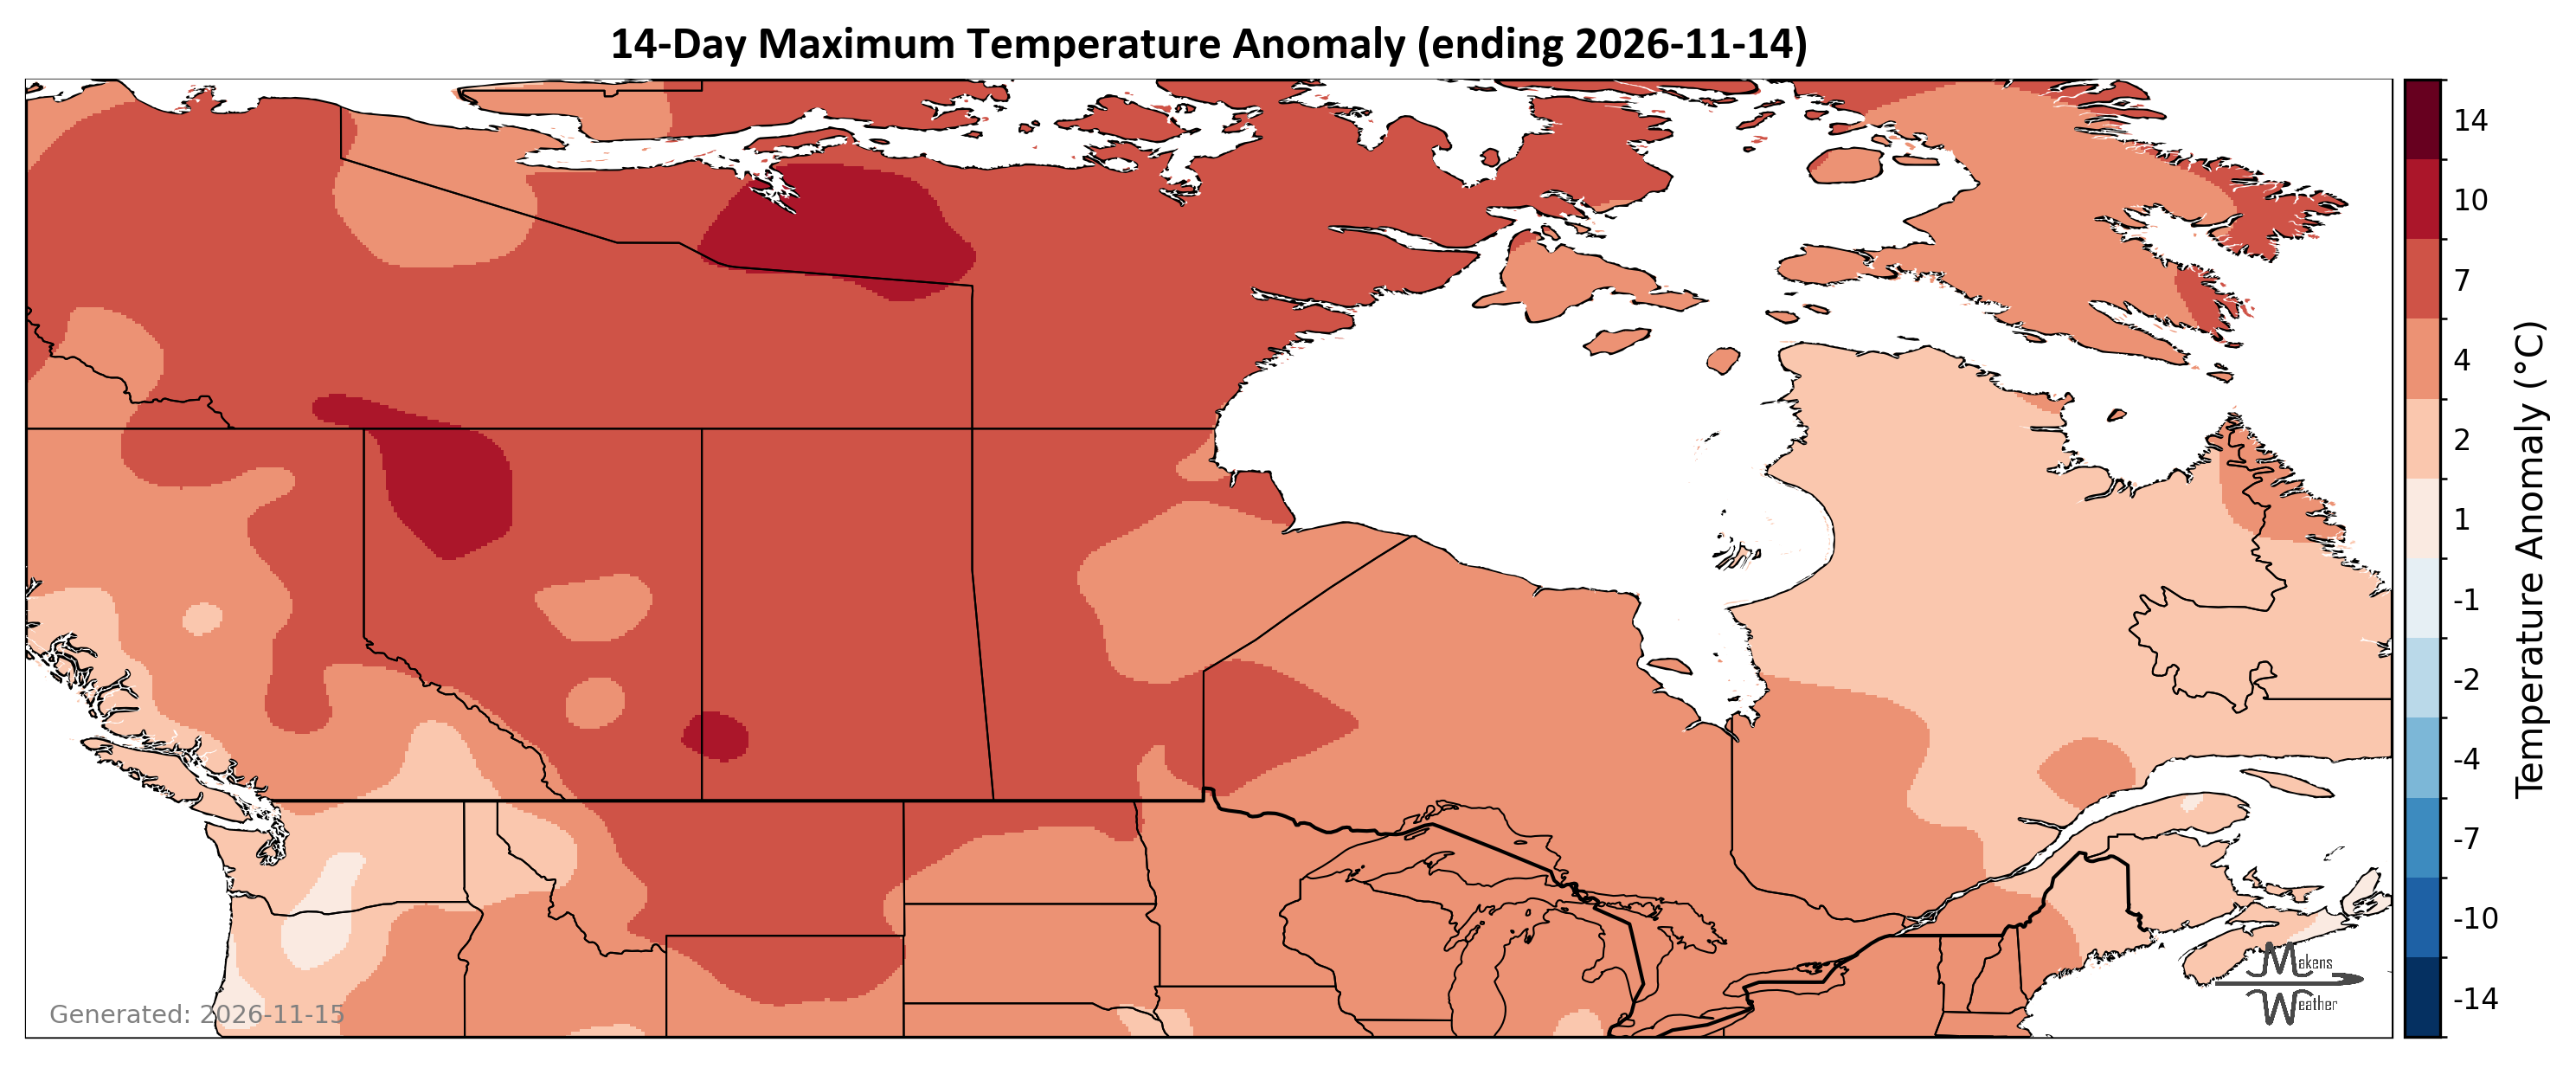 14-Day Maximum Temperature Anomaly (ending 2026-11-14)
14
10
7
4
2
1
-1
-2
-4
-7
-10
-14
Temperature Anomaly (°C)
Generated: 2026-11-15
Makens
Weather